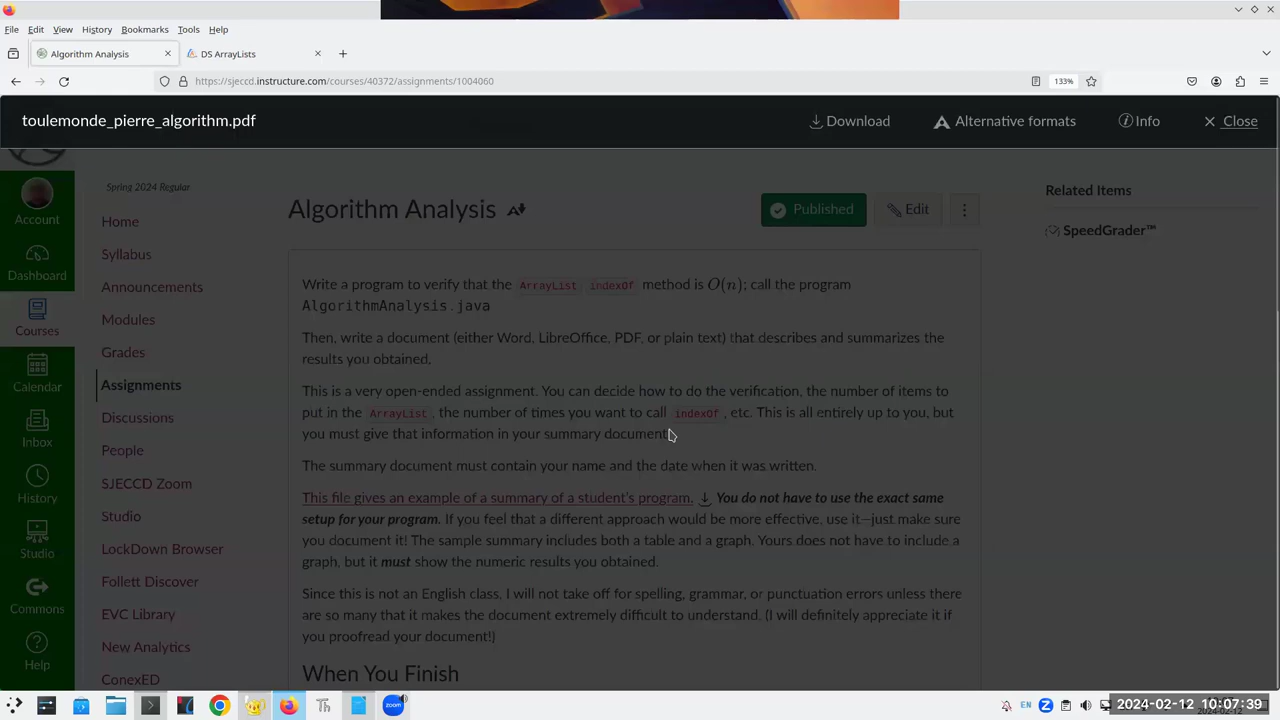 File Edit View History Bookmarks Tools Help
Algorithm Analysis
DS ArrayLists
https://sjeccd.instructure.com/courses/40372/assignments/1004060
133%
toulemonde_pierre_algorithm.pdf
Download
Alternative formats
Info
Close
Account
Dashboard
Courses
Calendar
Inbox
History
Studio
Commons
Help
Spring 2024 Regular
Home
Syllabus
Announcements
Modules
Grades
Assignments
Discussions
People
SJECCD Zoom
Studio
LockDown Browser
Follett Discover
EVC Library
New Analytics
ConexED
Algorithm Analysis
Published
Edit
Related Items
SpeedGrader™
Write a program to verify that the ArrayList indexOf method is O(n); call the program
AlgorithmAnalysis.java
Then, write a document (either Word, LibreOffice, PDF, or plain text) that describes and summarizes the
results you obtained.
This is a very open-ended assignment. You can decide how to do the verification, the number of items to
put in the ArrayList, the number of times you want to call indexOf, etc. This is all entirely up to you, but
you must give that information in your summary document.
The summary document must contain your name and the date when it was written.
This file gives an example of a summary of a student's program. You do not have to use the exact same
setup for your program. If you feel that a different approach would be more effective, use it—just make sure
you document it! The sample summary includes both a table and a graph. Yours does not have to include a
graph, but it must show the numeric results you obtained.
Since this is not an English class, I will not take off for spelling, grammar, or punctuation errors unless there
are so many that it makes the document extremely difficult to understand. (I will definitely appreciate it if
you proofread your document!)
When You Finish
Th
zoom
EN
Z
2024-02-12 10:07:39